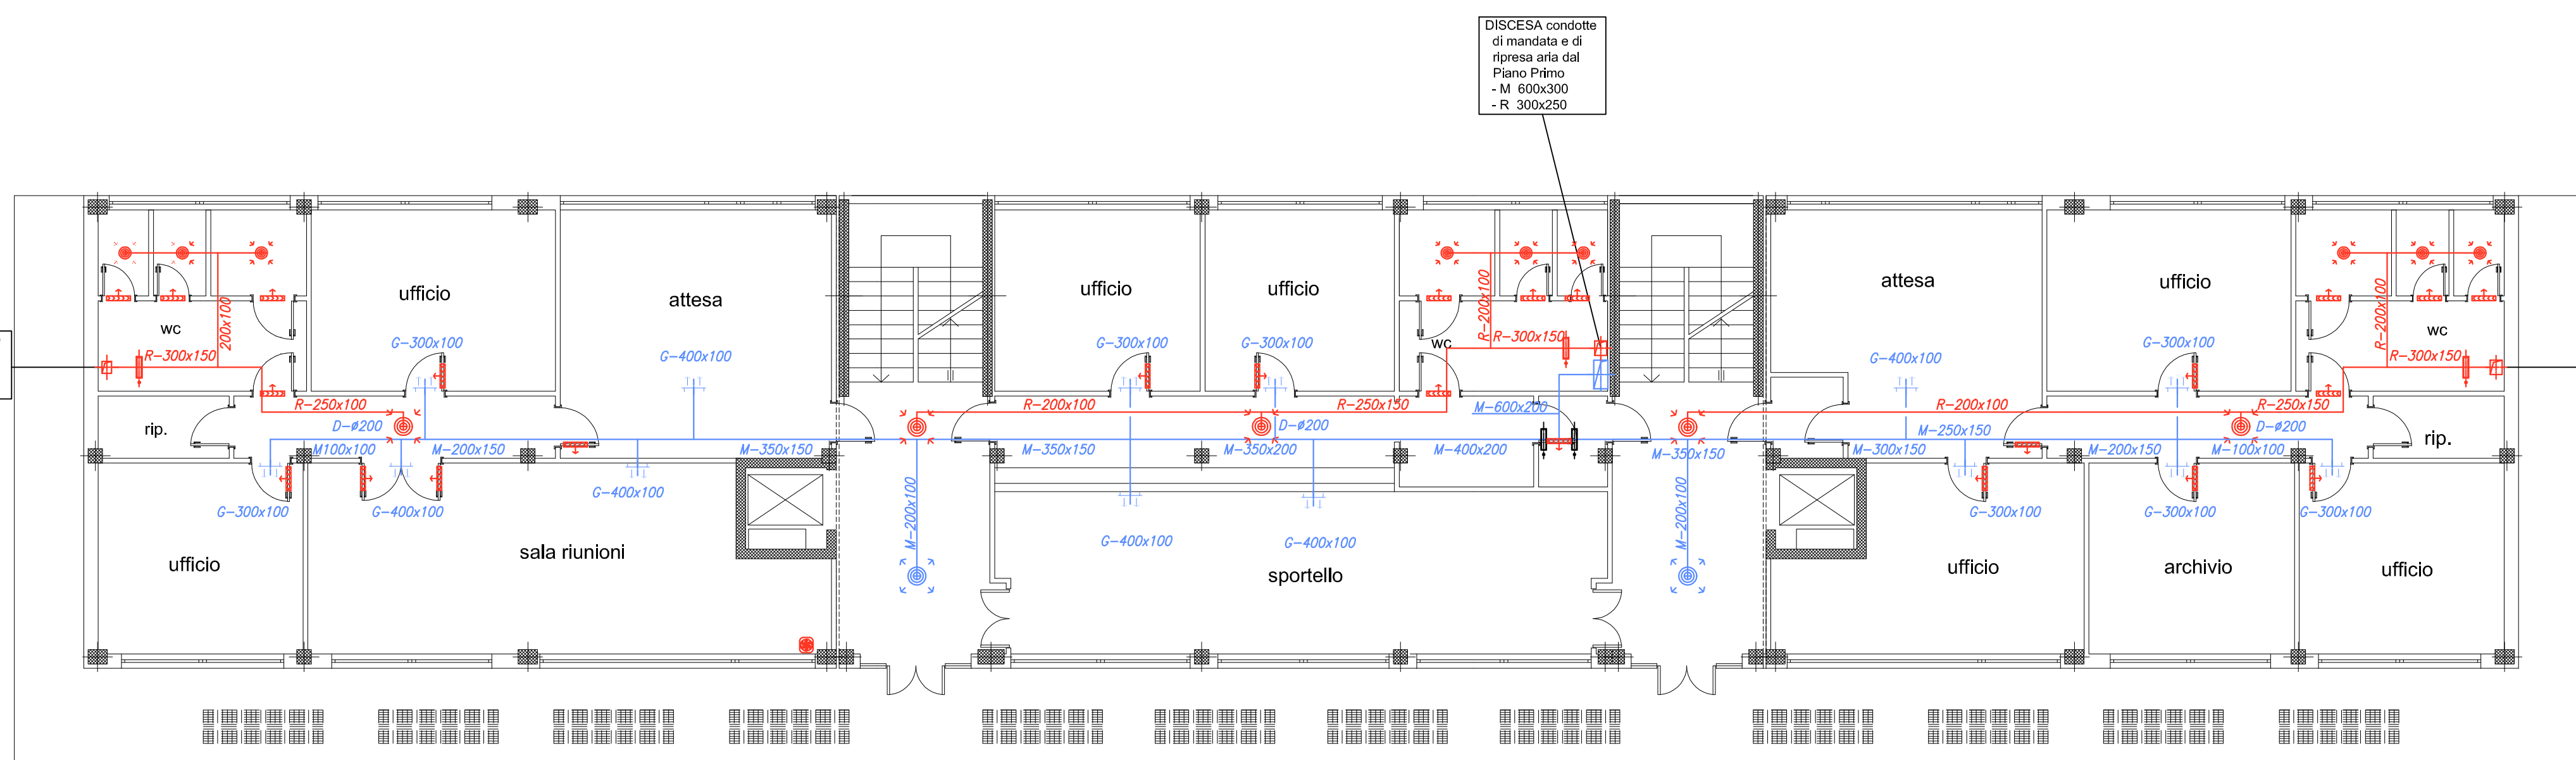 DISCESA condotte
di mandata e di
ripresa aria dal
Piano Primo
- M 600x300
- R 300x250
ufficio
attesa
ufficio
ufficio
attesa
ufficio
wc
200x100
R-300x150
G-300x100
G-400x100
G-300x100
G-300x100
R-200x100
wc
R-300x150
G-400x100
G-300x100
R-200x100
wc
R-300x150
rip.
R-250x100
D-ø200
M100x100
M-200x150
M-350x150
R-200x100
R-250x150
D-ø200
M-600x200
M-350x150
M-350x200
M-400x200
M-350x150
R-200x100
R-250x150
D-ø200
M-300x150
M-250x150
M-200x150
M-100x100
rip.
G-300x100
G-400x100
G-400x100
M-200x100
G-400x100
G-400x100
M-200x100
G-300x100
G-300x100
G-300x100
ufficio
sala riunioni
sportello
ufficio
archivio
ufficio